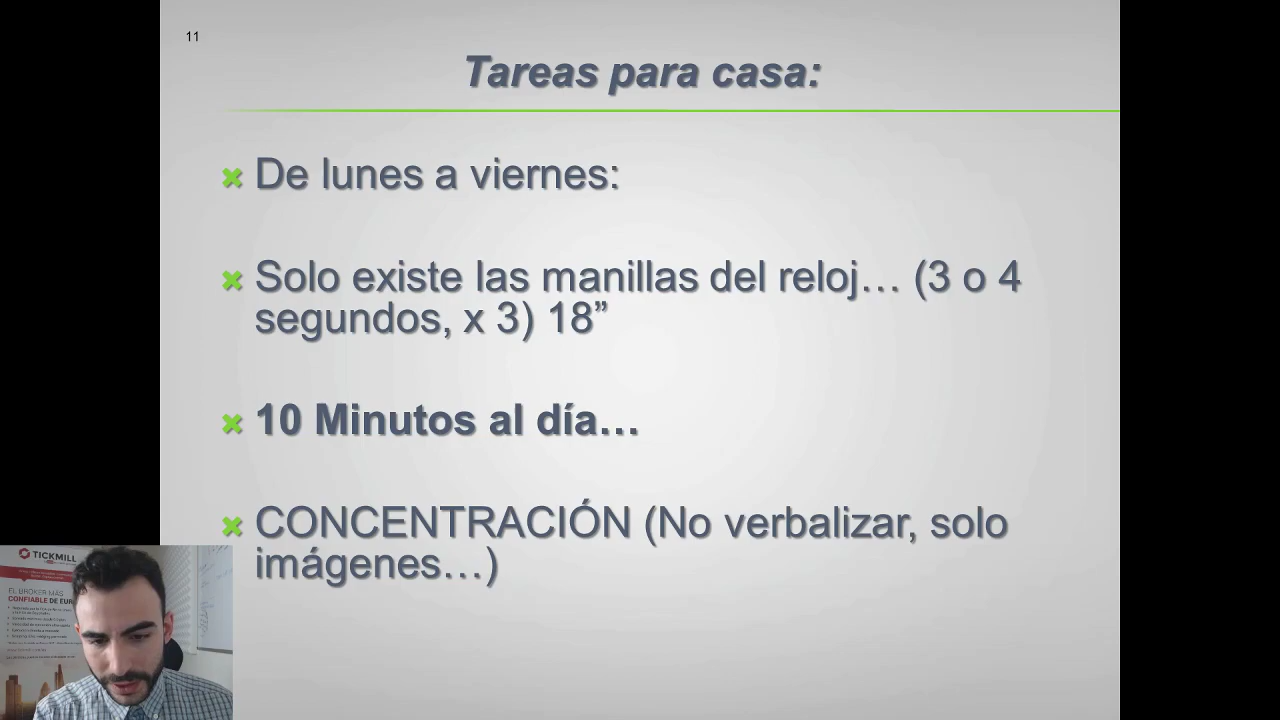 11
Tareas para casa:
De lunes a viernes:
Solo existe las manillas del reloj… (3 o 4
segundos, x 3) 18”
10 Minutos al día…
CONCENTRACIÓN (No verbalizar, solo
imágenes…)
TICKMILL
EL BRÓKER MÁS
CONFIABLE DE EUR